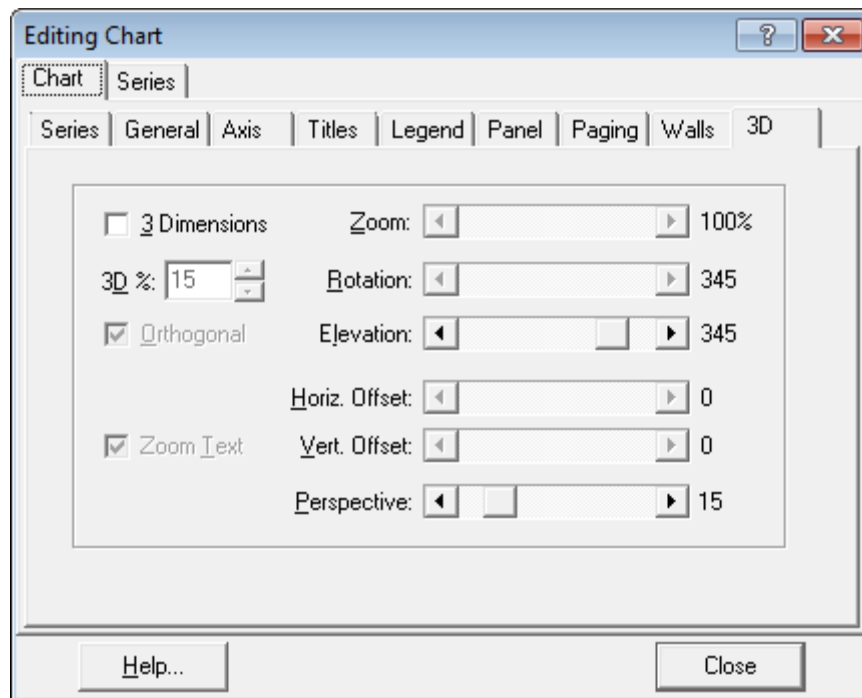 Editing Chart
Chart Series
Series General Axis Titles Legend Panel Paging Walls 3D
3 Dimensions Zoom: 100%
3D %: 15 Rotation: 345
Orthogonal Elevation: 345
Horiz. Offset: 0
Zoom Text Vert. Offset: 0
Perspective: 15
Help... Close